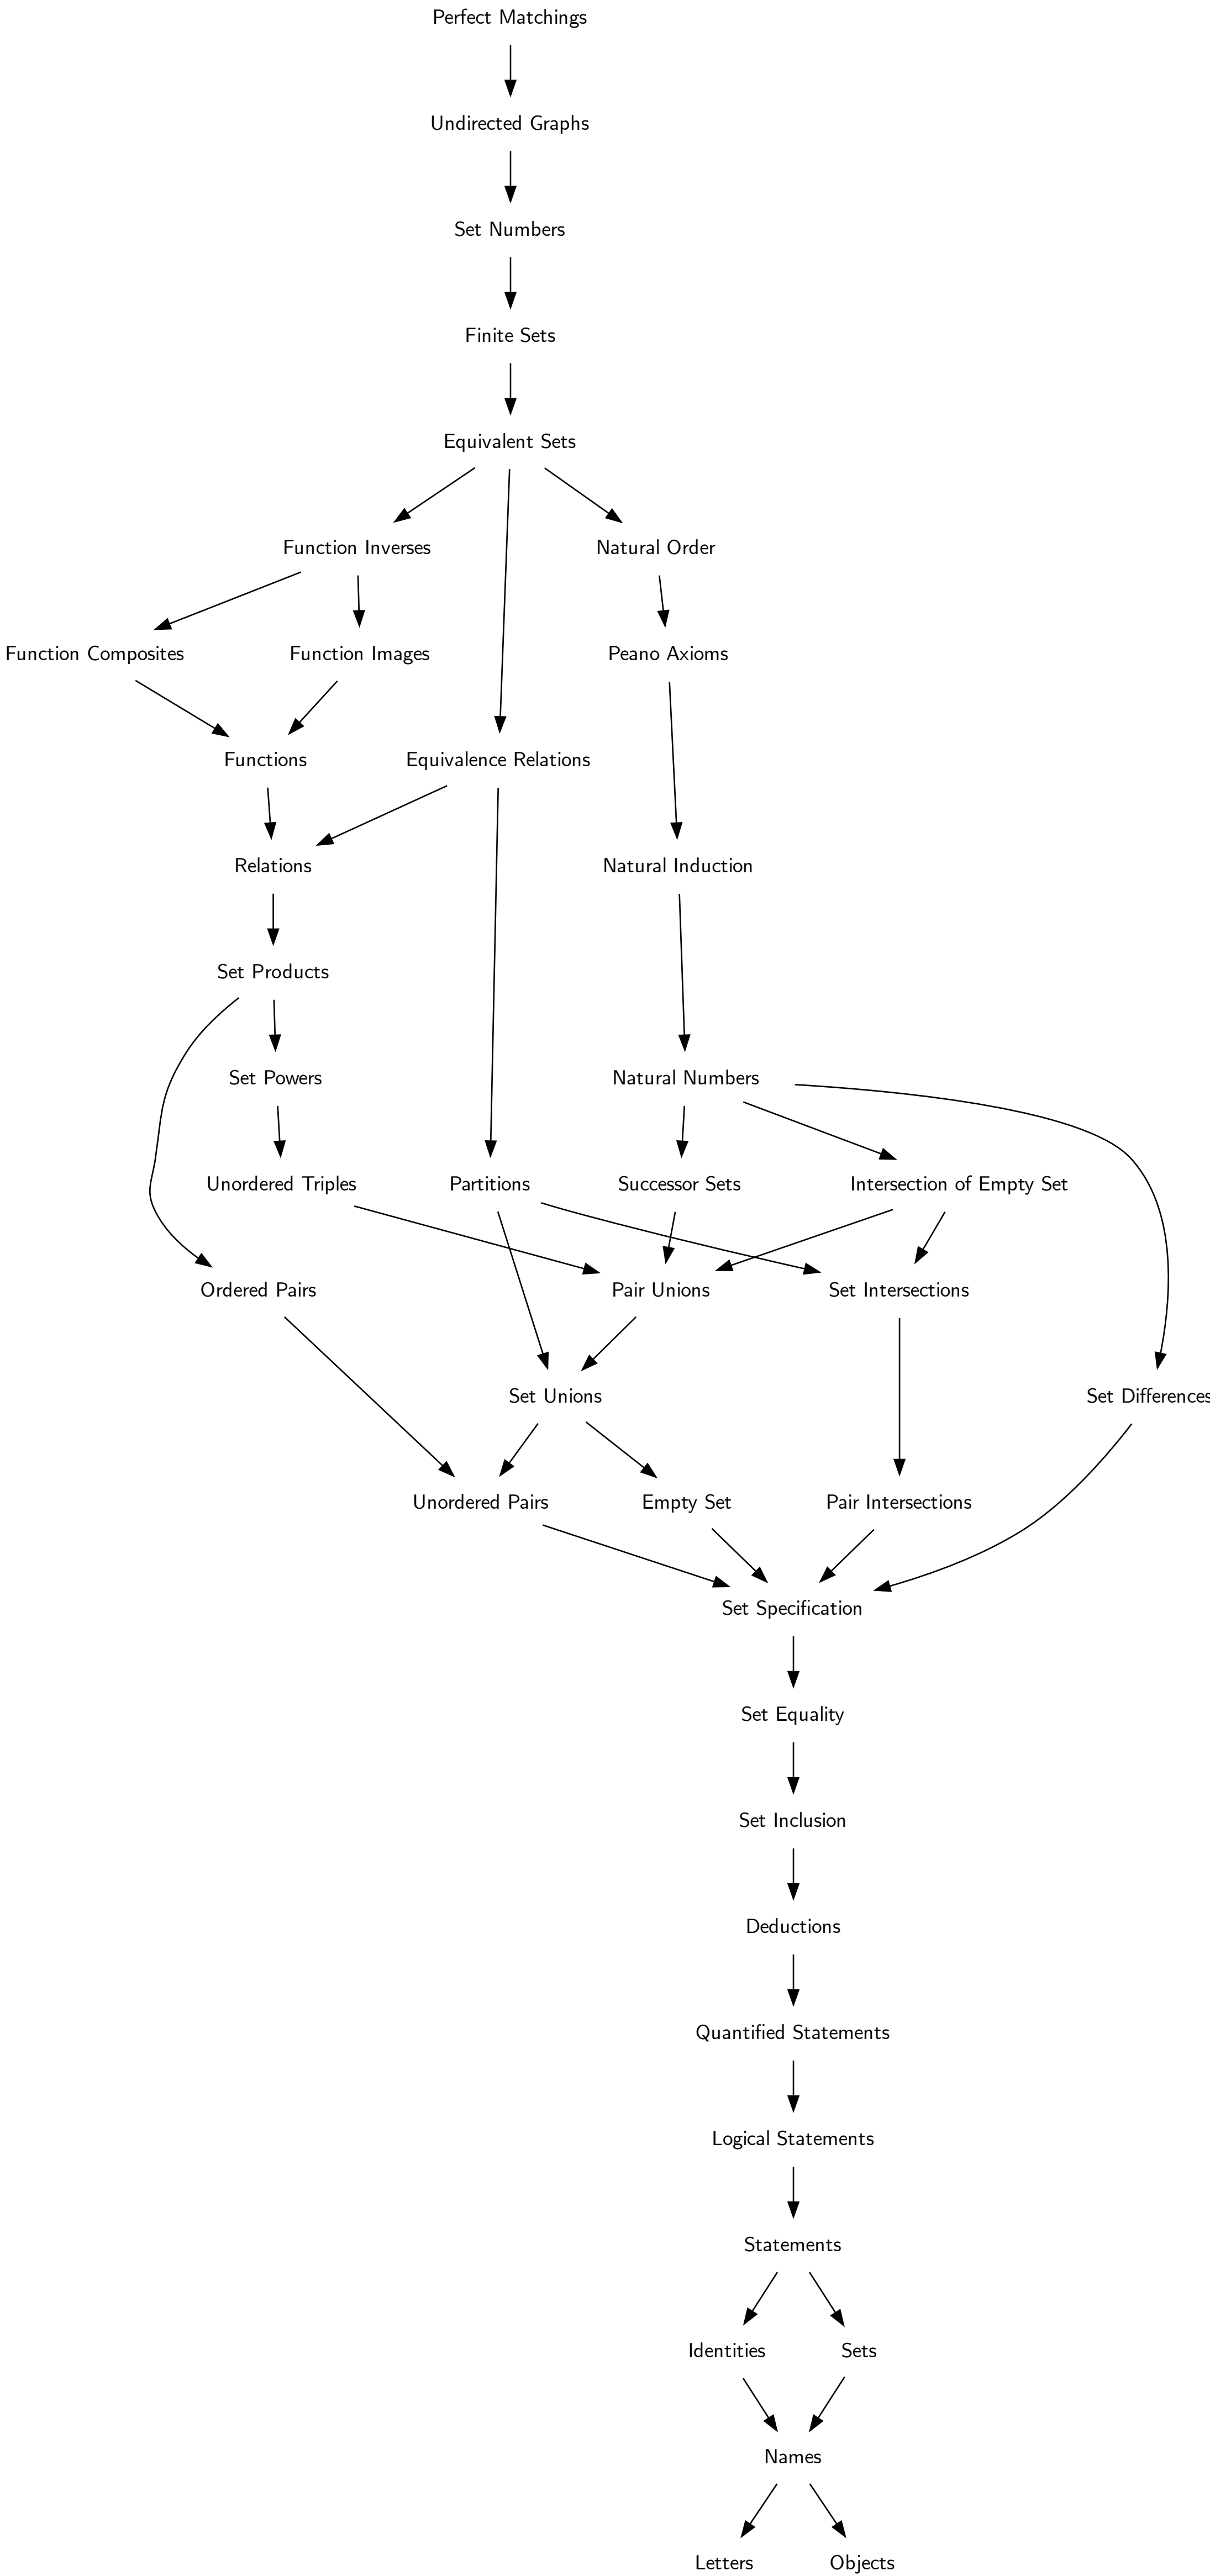 Perfect Matchings
Undirected Graphs
Set Numbers
Finite Sets
Equivalent Sets
Function Inverses
Natural Order
Function Composites
Function Images
Peano Axioms
Functions
Equivalence Relations
Relations
Natural Induction
Set Products
Set Powers
Natural Numbers
Unordered Triples
Partitions
Successor Sets
Intersection of Empty Set
Ordered Pairs
Pair Unions
Set Intersections
Set Unions
Set Differences
Unordered Pairs
Empty Set
Pair Intersections
Set Specification
Set Equality
Set Inclusion
Deductions
Quantified Statements
Logical Statements
Statements
Identities
Sets
Names
Letters
Objects